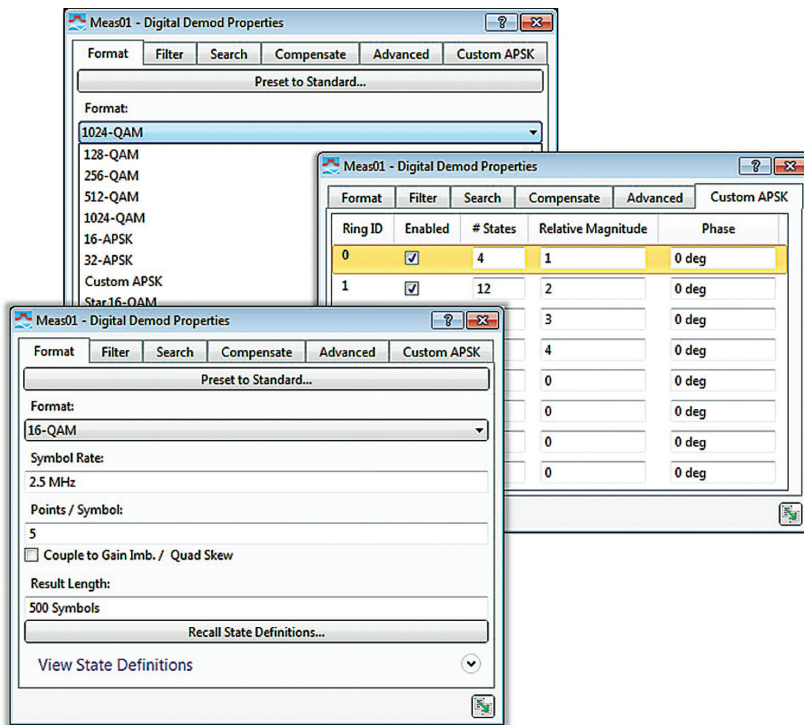 Meas01 - Digital Demod Properties
Format Filter Search Compensate Advanced Custom APSK
Preset to Standard...
Format:
1024-QAM
128-QAM
256-QAM
512-QAM
1024-QAM
16-APSK
32-APSK
Custom APSK
Star16-QAM
Meas01 - Digital Demod Properties
Format Filter Search Compensate Advanced Custom APSK
Ring ID Enabled # States Relative Magnitude Phase
0 4 1 0 deg
1 12 2 0 deg
3 0 deg
4 0 deg
0 0 deg
0 0 deg
0 0 deg
0 0 deg
Meas01 - Digital Demod Properties
Format Filter Search Compensate Advanced Custom APSK
Preset to Standard...
Format:
16-QAM
Symbol Rate:
2.5 MHz
Points / Symbol:
5
Couple to Gain Imb. / Quad Skew
Result Length:
500 Symbols
Recall State Definitions...
View State Definitions